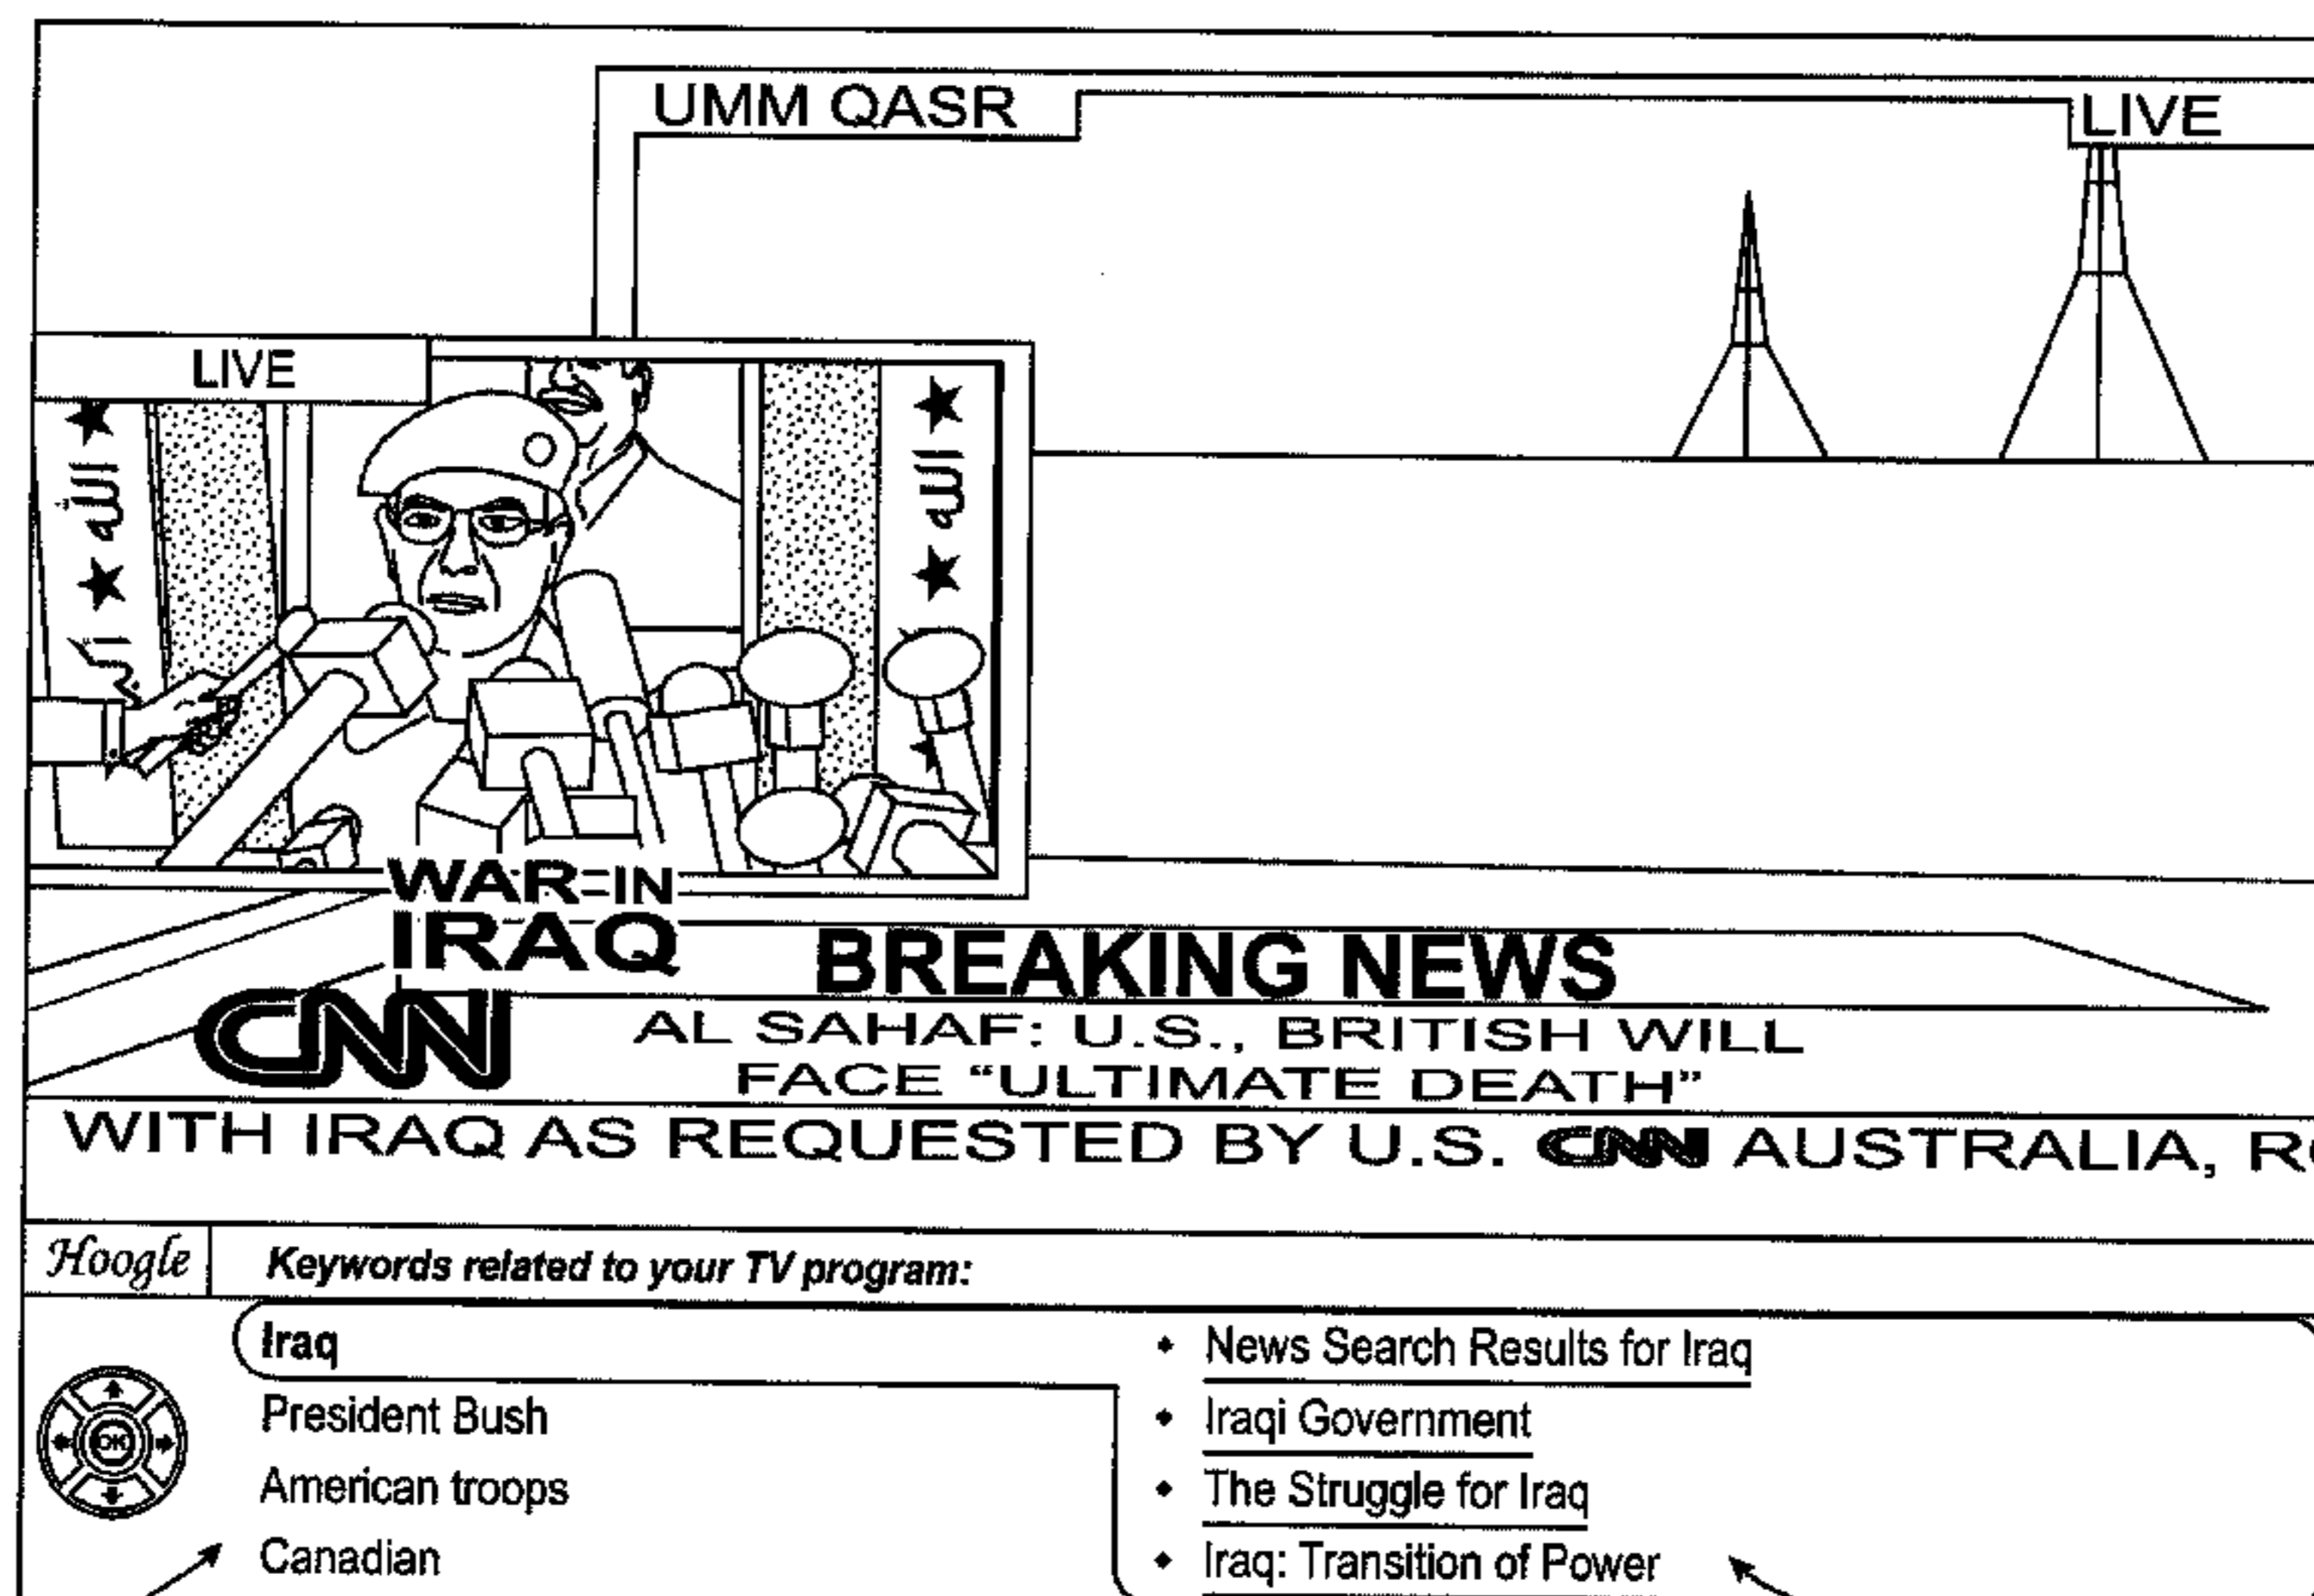 UMM QASR
LIVE
LIVE
★ الله ★
★ الله ★
WAR IN
IRAQ
BREAKING NEWS
CNN
AL SAHAF: U.S., BRITISH WILL
FACE “ULTIMATE DEATH”
WITH IRAQ AS REQUESTED BY U.S. CNN AUSTRALIA,
Hoogle
Keywords related to your TV program:
Iraq
President Bush
American troops
Canadian
OK
• News Search Results for Iraq
• Iraqi Government
• The Struggle for Iraq
• Iraq: Transition of Power